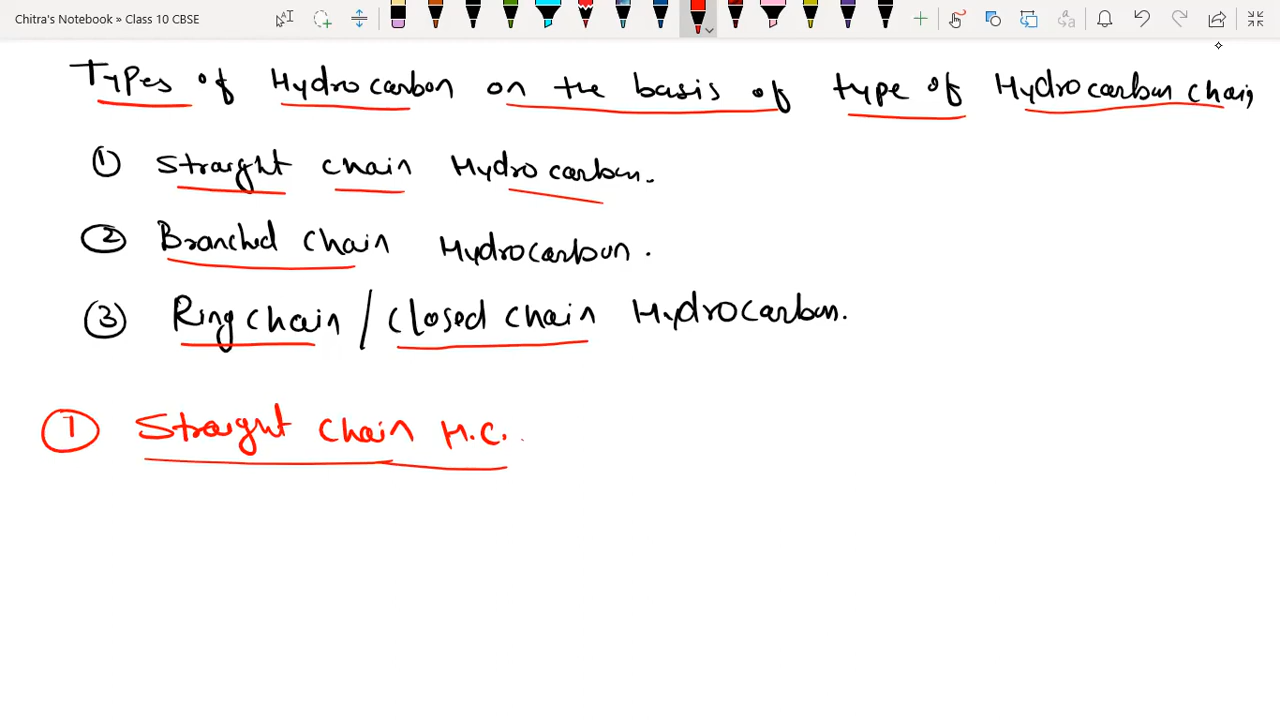 Chitra's Notebook » Class 10 CBSE
Types of Hydrocarbon on the basis of type of Hydrocarbon chain
① Straight chain Hydrocarbon.
② Branched chain Hydrocarbon.
③ Ring chain / closed chain Hydrocarbon.
① Straight chain H.C.